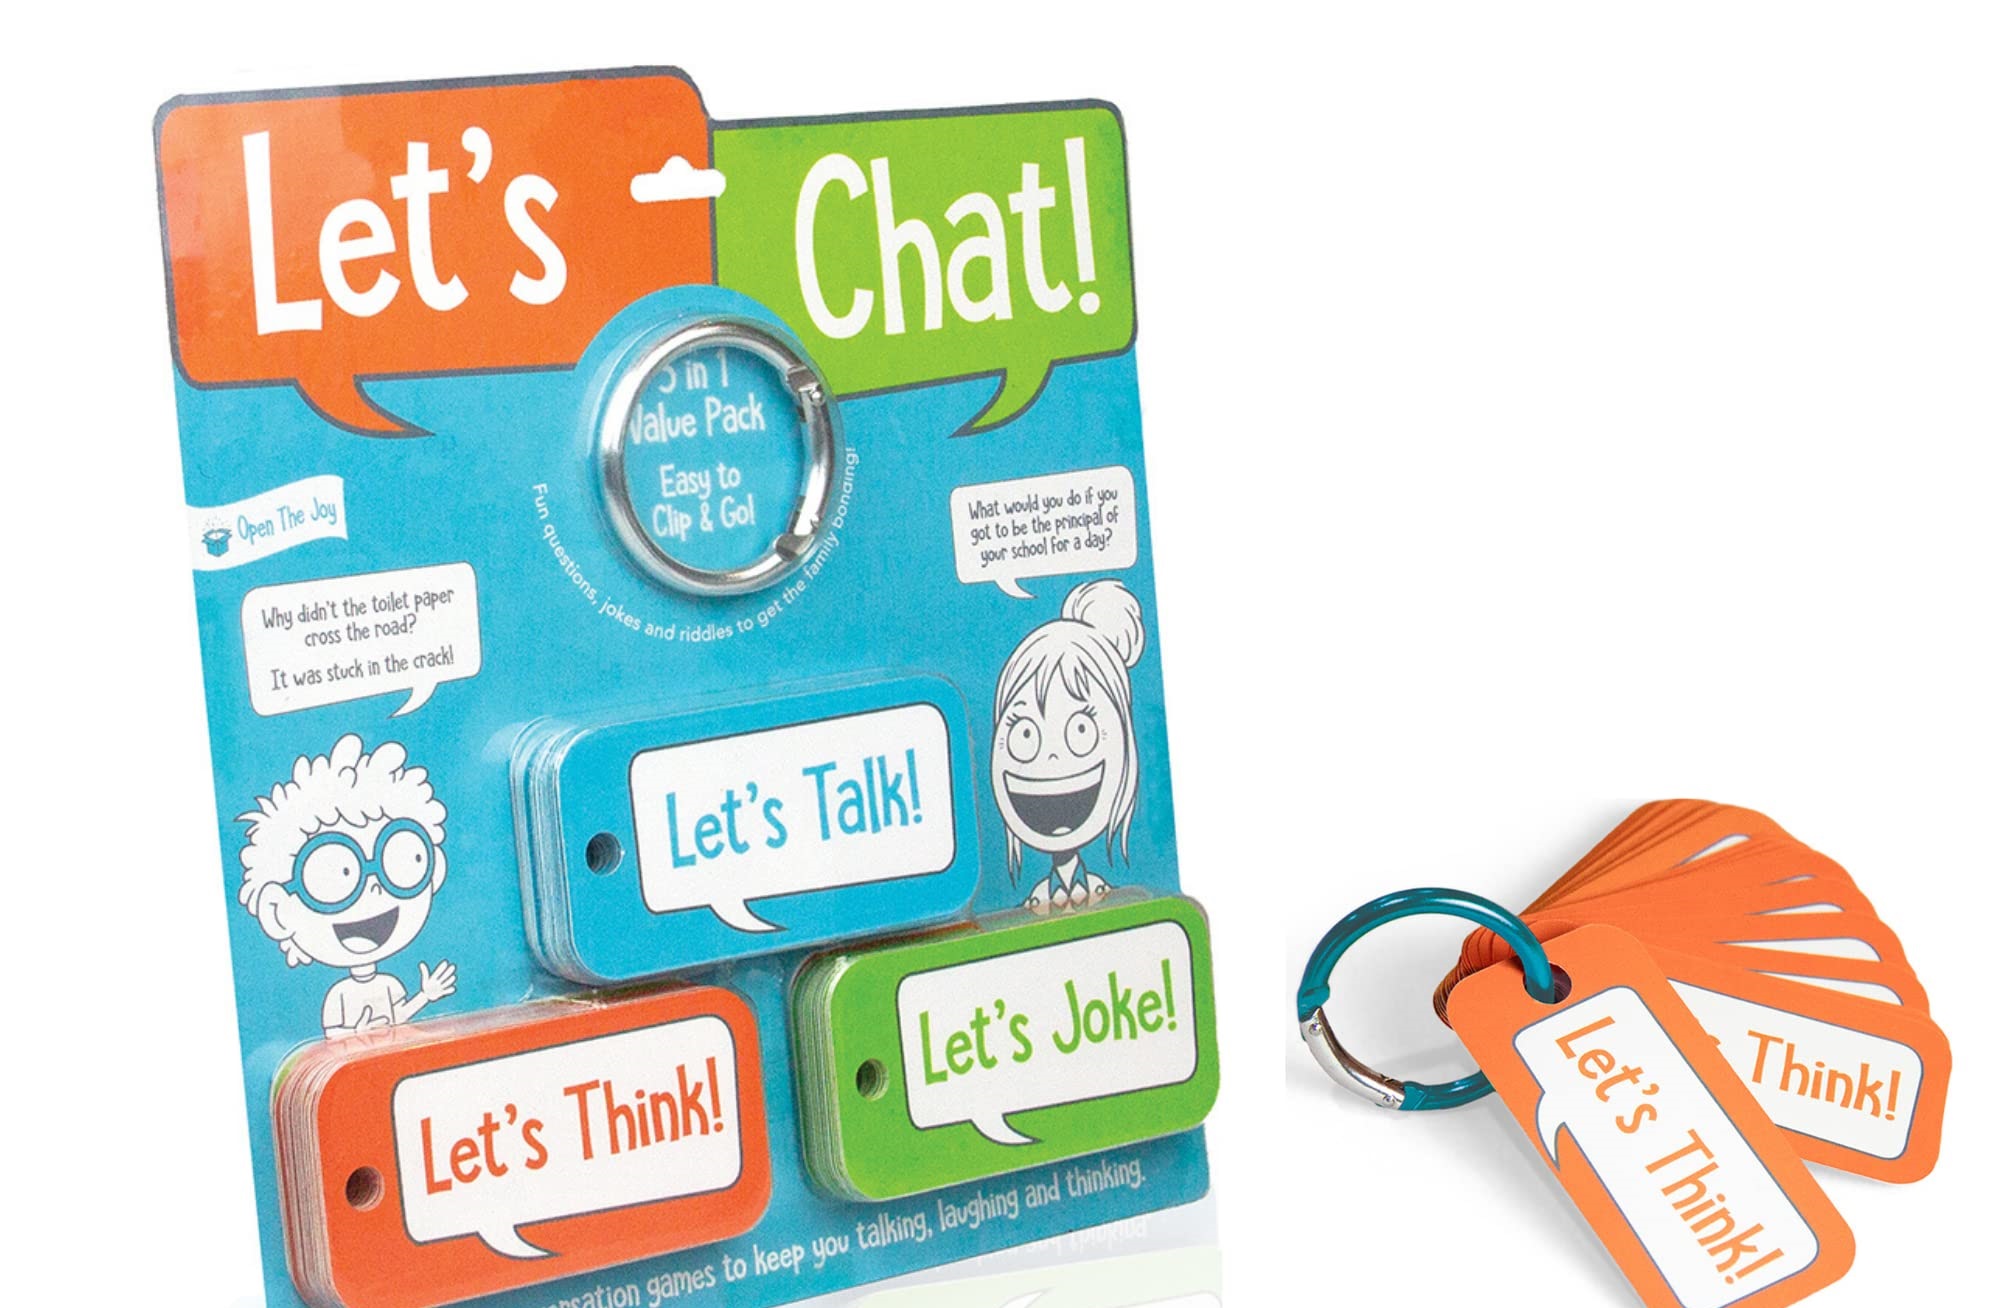 Let's
Chat!
in 1
Value Pack
Easy to
Clip & Go!
Fun questions, jokes and riddles to get the family bonding!
Open The Joy
What would you do if you
got to be the principal of
your school for a day?
Why didn't the toilet paper
cross the road?
It was stuck in the crack!
Let's Talk!
Let's Think!
Let's Joke!
games to keep you talking, laughing and thinking.
Let's Think!
Think!